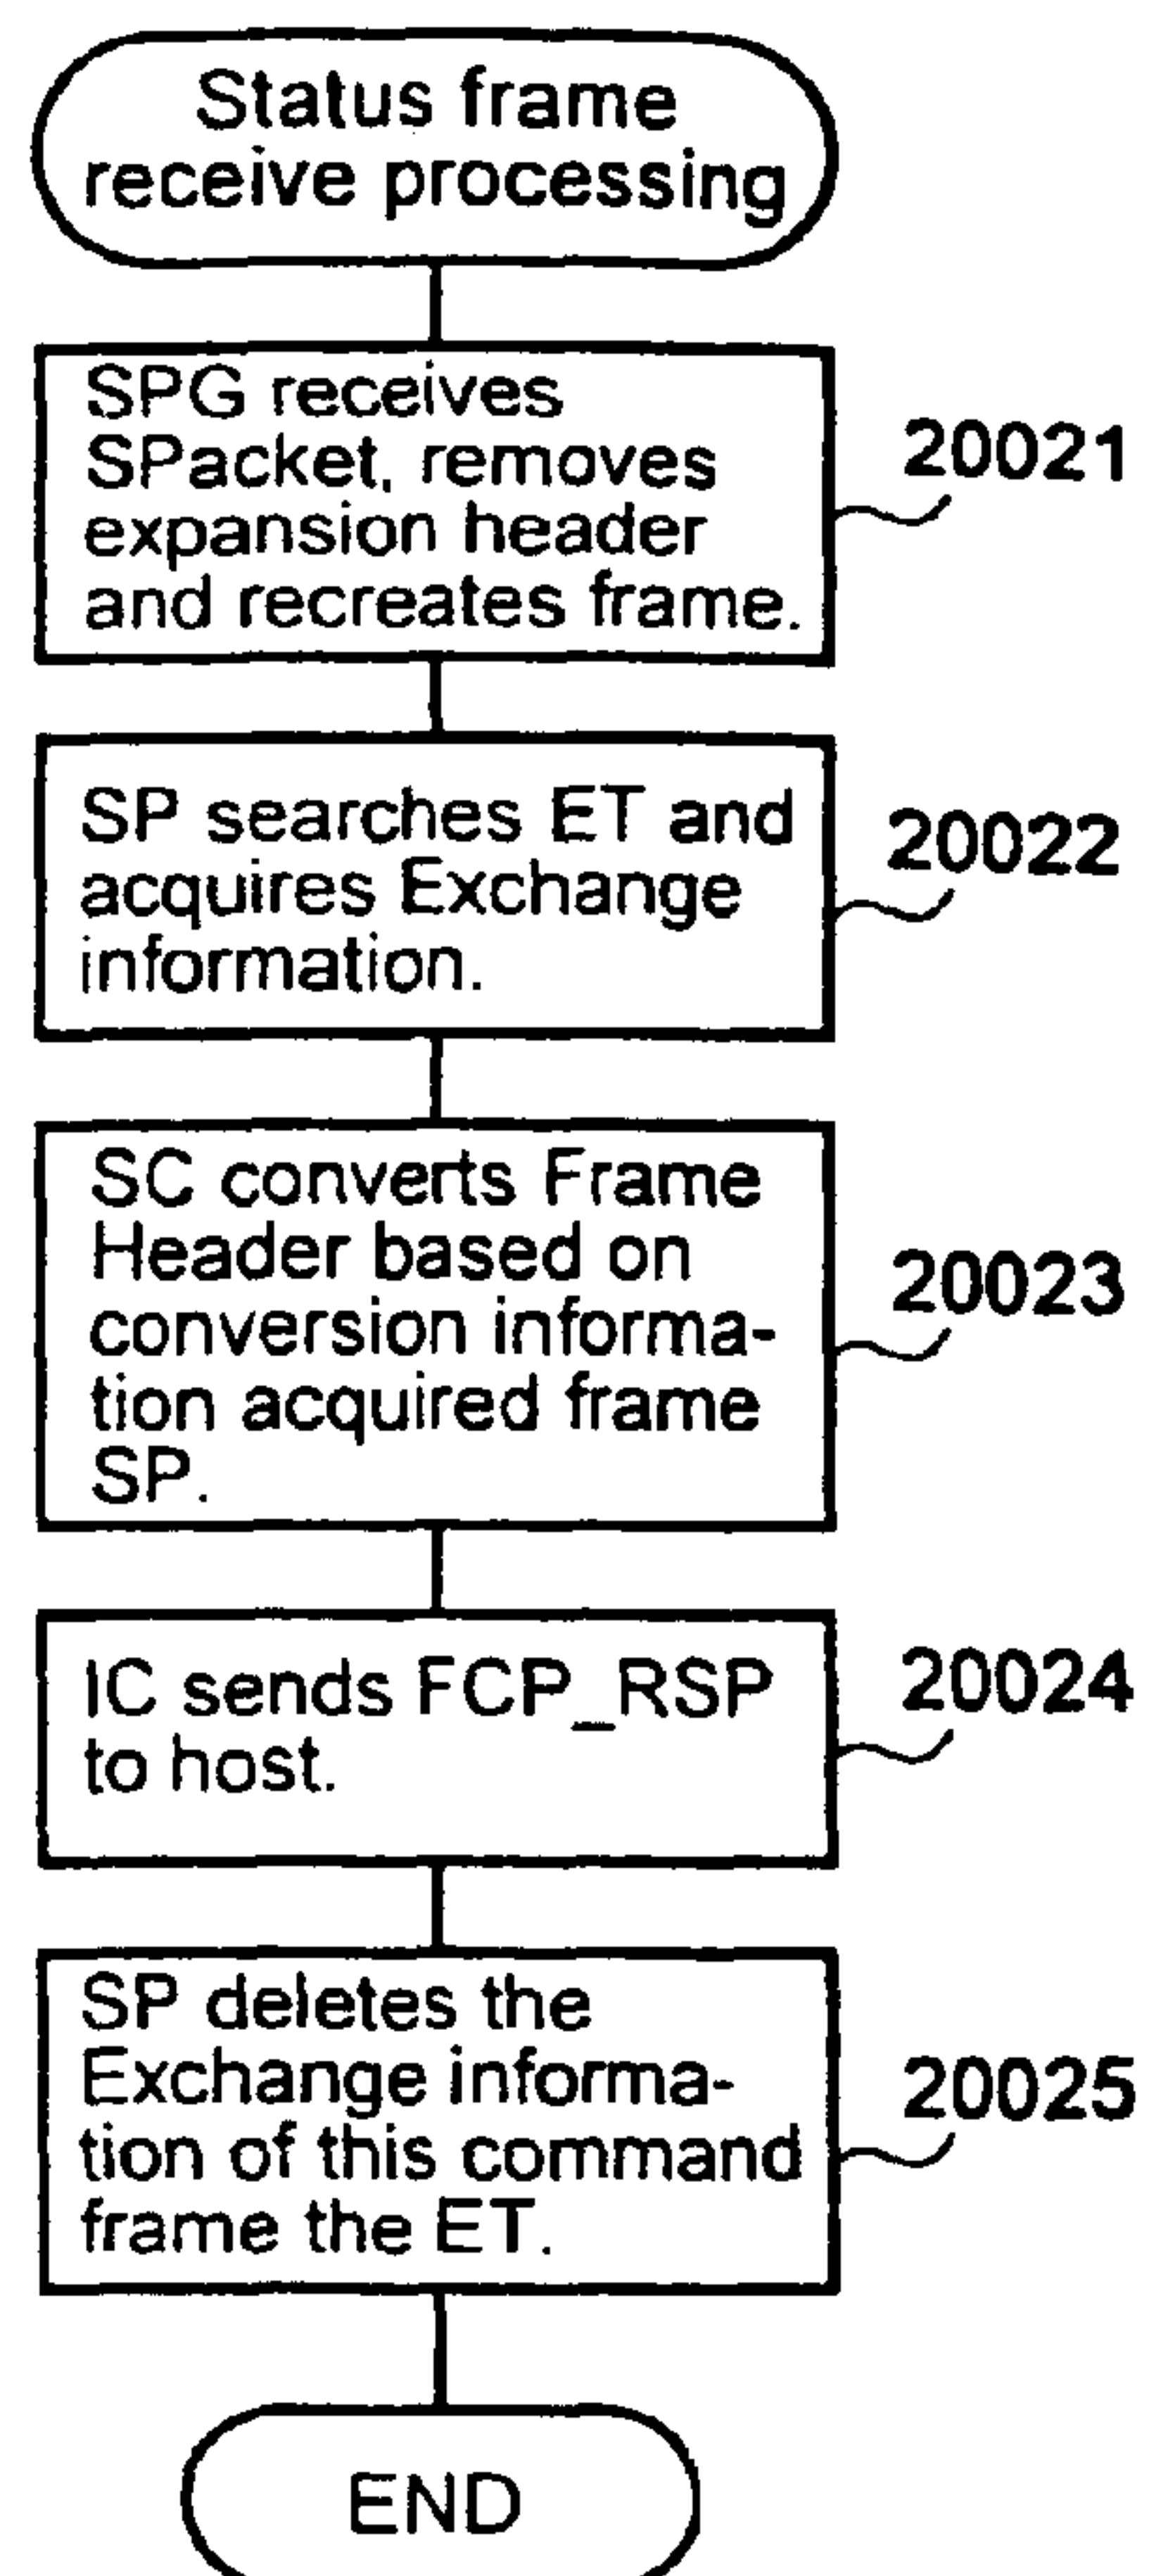 Status frame
receive processing
SPG receives
SPacket, removes
expansion header
and recreates frame.
20021
SP searches ET and
acquires Exchange
information.
20022
SC converts Frame
Header based on
conversion informa-
tion acquired frame
SP.
20023
IC sends FCP_RSP
to host.
20024
SP deletes the
Exchange informa-
tion of this command
frame the ET.
20025
END